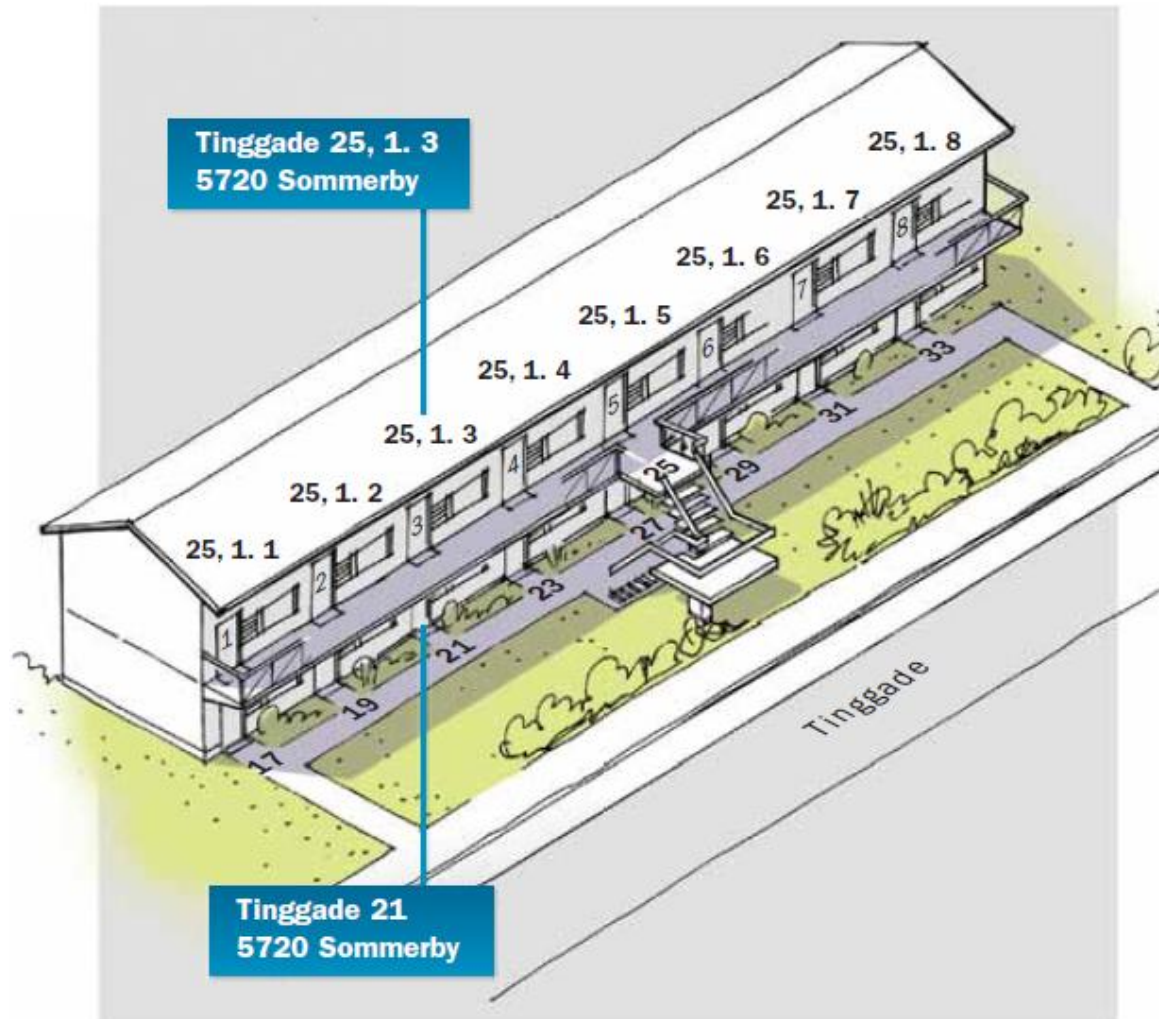 Tinggade 25, 1. 3
5720 Sommerby
25, 1. 8
25, 1. 7
25, 1. 6
25, 1. 5
25, 1. 4
25, 1. 3
25, 1. 2
25, 1. 1
8
7
6
5
4
3
2
1
33
31
29
25
27
23
21
19
17
Tinggade
Tinggade 21
5720 Sommerby